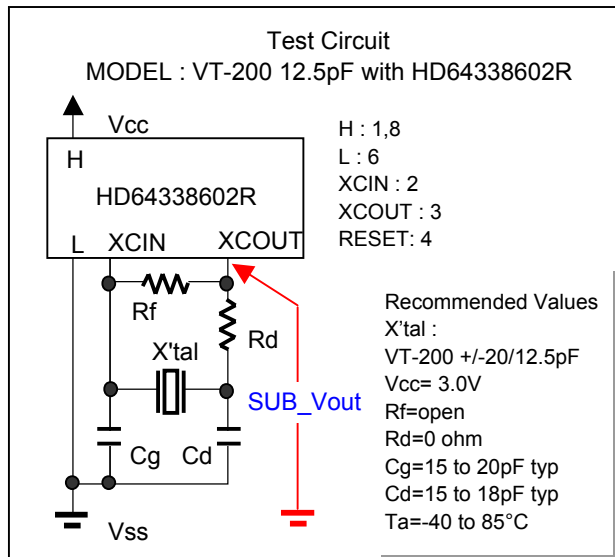 Test Circuit
MODEL : VT-200 12.5pF with HD64338602R
Vcc
H
HD64338602R
L XCIN XCOUT
Rf
Rd
X'tal
SUB_Vout
Cg Cd
Vss
H : 1,8
L : 6
XCIN : 2
XCOUT : 3
RESET: 4
Recommended Values
X'tal :
VT-200 +/-20/12.5pF
Vcc= 3.0V
Rf=open
Rd=0 ohm
Cg=15 to 20pF typ
Cd=15 to 18pF typ
Ta=-40 to 85°C